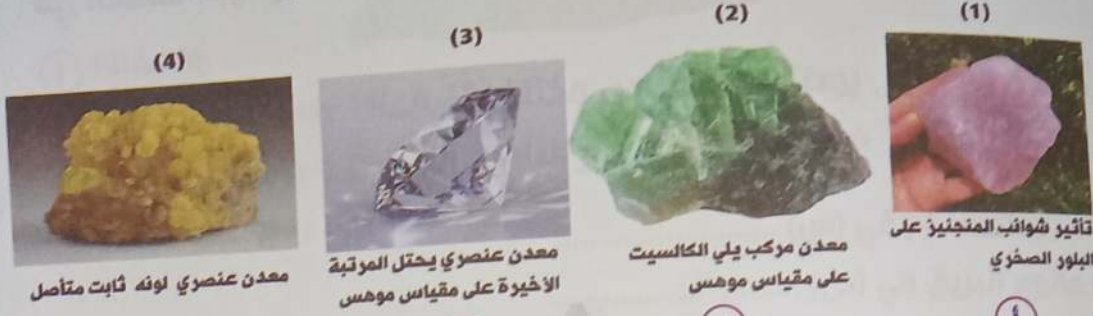 (1)
تأثير شوائب المنجنيز على
البلور الصخري
(2)
معدن مركب يلي الكالسيت
على مقياس موهس
(3)
معدن عنصري يحتل المرتبة
الأخيرة على مقياس موهس
(4)
معدن عنصري لونه ثابت متأصل
أ